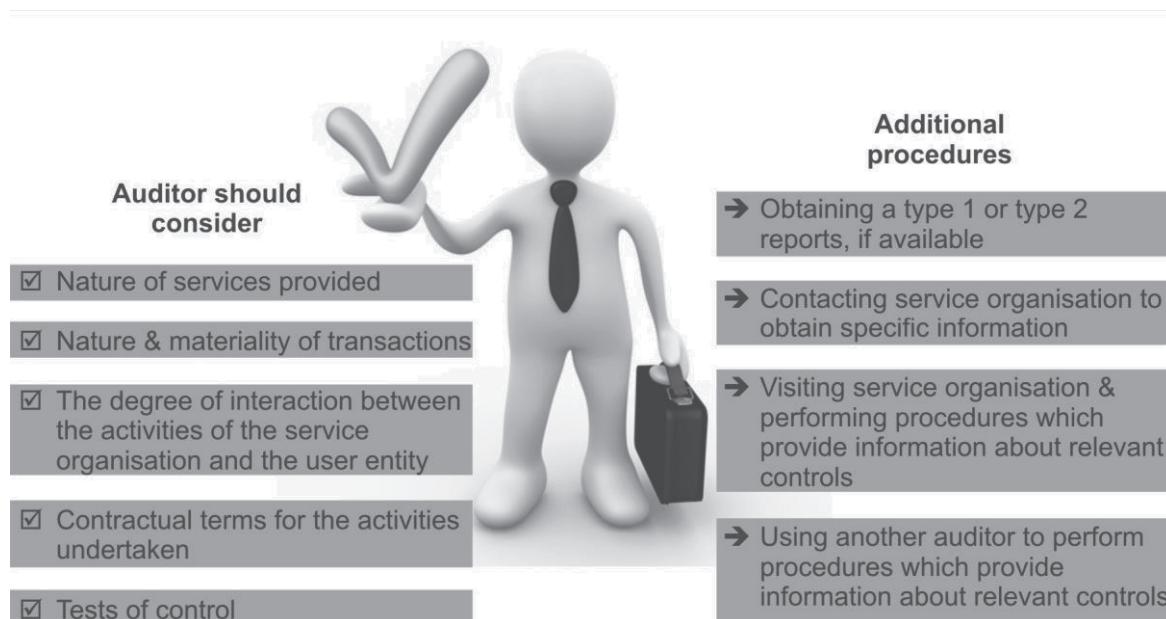 Auditor should
consider
☑ Nature of services provided
☑ Nature & materiality of transactions
☑ The degree of interaction between
the activities of the service
organisation and the user entity
☑ Contractual terms for the activities
undertaken
☑ Tests of control
Additional
procedures
➔ Obtaining a type 1 or type 2
reports, if available
➔ Contacting service organisation to
obtain specific information
➔ Visiting service organisation &
performing procedures which
provide information about relevant
controls
➔ Using another auditor to perform
procedures which provide
information about relevant controls